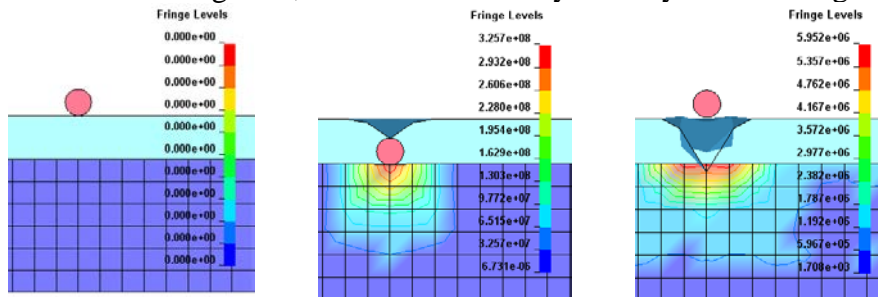 Fringe Levels
0.000e+00
0.000e+00
0.000e+00
0.000e+00
0.000e+00
0.000e+00
0.000e+00
0.000e+00
0.000e+00
0.000e+00
0.000e+00
Fringe Levels
3.257e+08
2.932e+08
2.606e+08
2.280e+08
1.954e+08
1.629e+08
1.303e+08
9.772e+07
6.515e+07
3.257e+07
6.731e-06
Fringe Levels
5.952e+06
5.357e+06
4.762e+06
4.167e+06
3.572e+06
2.977e+06
2.382e+06
1.787e+06
1.192e+06
5.967e+05
1.708e+03